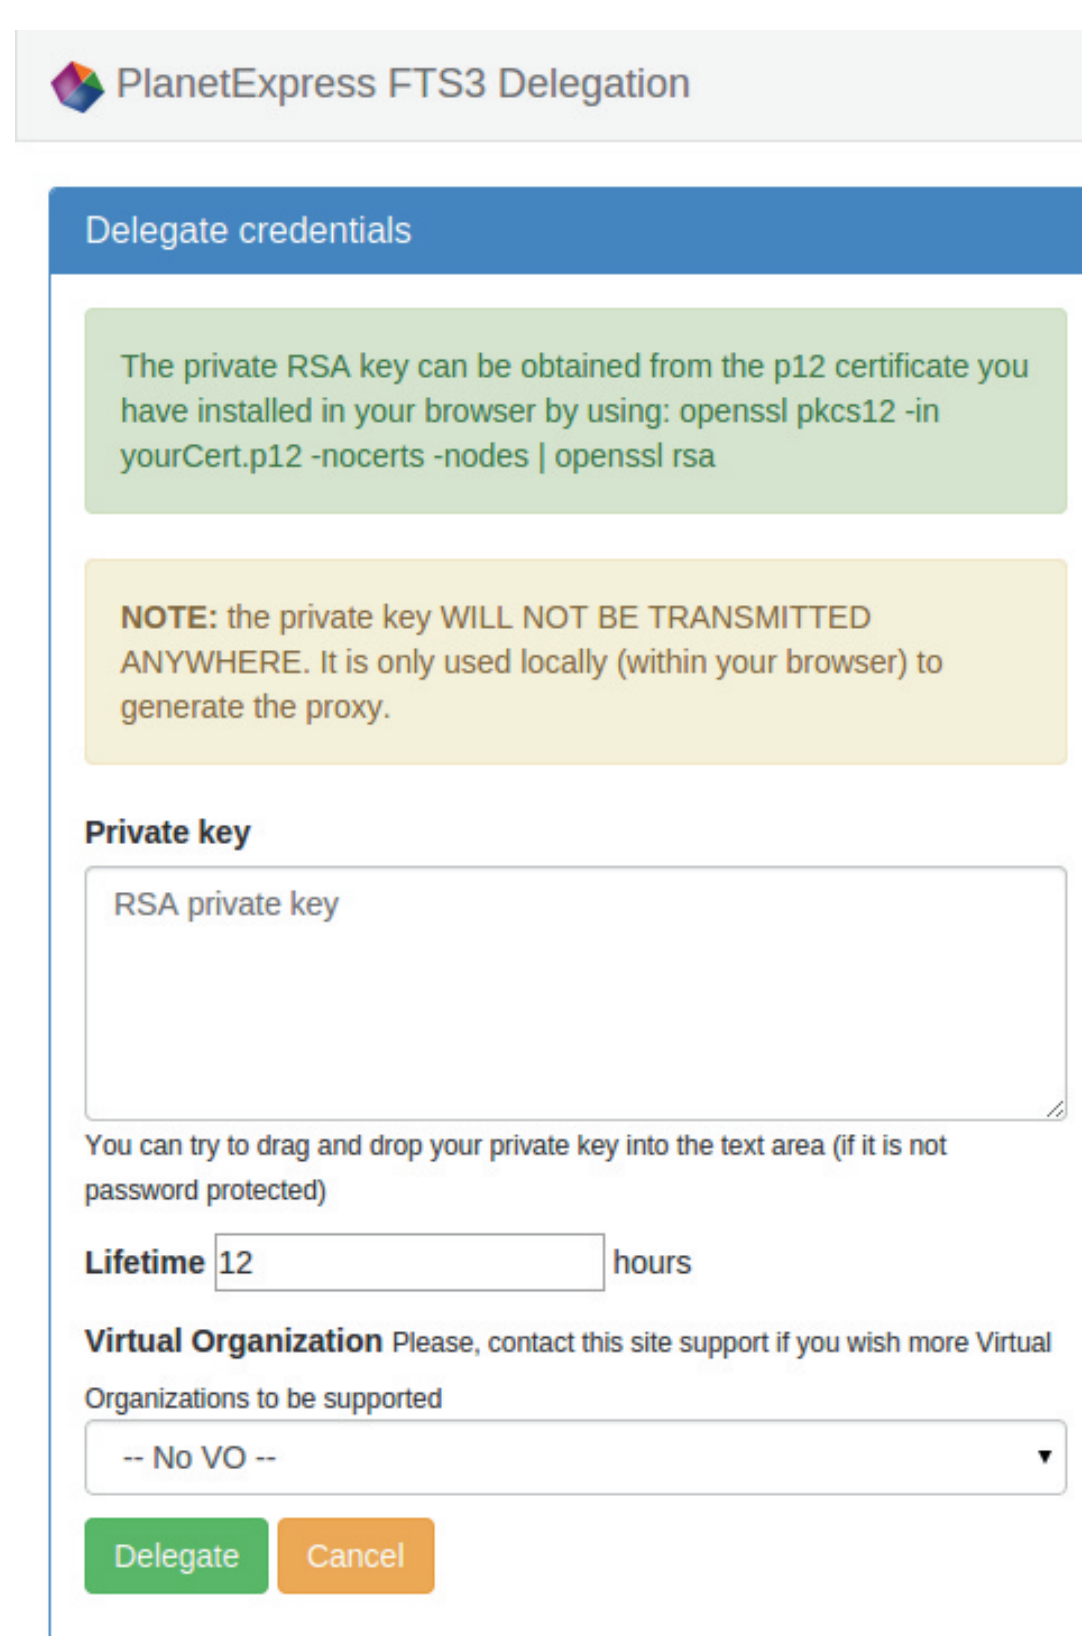 PlanetExpress FTS3 Delegation
Delegate credentials
The private RSA key can be obtained from the p12 certificate you
have installed in your browser by using: openssl pkcs12 -in
yourCert.p12 -nocerts -nodes | openssl rsa
NOTE: the private key WILL NOT BE TRANSMITTED
ANYWHERE. It is only used locally (within your browser) to
generate the proxy.
Private key
RSA private key
You can try to drag and drop your private key into the text area (if it is not
password protected)
Lifetime 12 hours
Virtual Organization Please, contact this site support if you wish more Virtual
Organizations to be supported
-- No VO --
Delegate Cancel